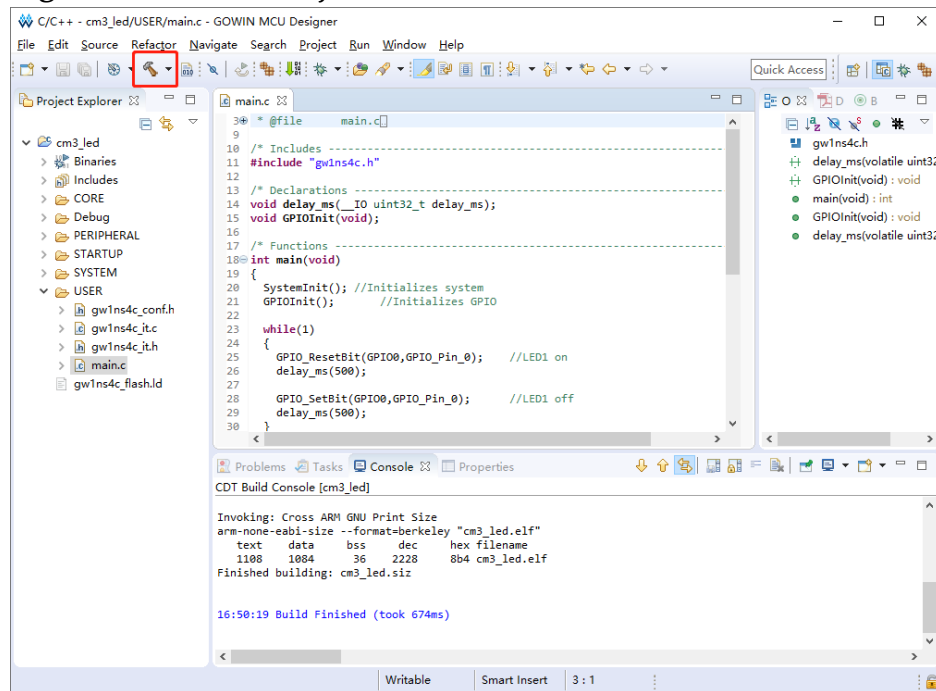 C/C++ - cm3_led/USER/main.c - GOWIN MCU Designer
File Edit Source Refactor Navigate Search Project Run Window Help
Quick Access
Project Explorer
cm3_led
Binaries
Includes
CORE
Debug
PERIPHERAL
STARTUP
SYSTEM
USER
gw1ns4c_conf.h
gw1ns4c_it.c
gw1ns4c_it.h
main.c
gw1ns4c_flash.ld
main.c
3 * @file main.c
9
10 /* Includes ------------------------------------------------------------------
11 #include "gw1ns4c.h"
12
13 /* Declarations --------------------------------------------------------------
14 void delay_ms(__IO uint32_t delay_ms);
15 void GPIOInit(void);
16
17 /* Functions -----------------------------------------------------------------
18 int main(void)
19 {
20 SystemInit(); //Initializes system
21 GPIOInit(); //Initializes GPIO
22
23 while(1)
24 {
25 GPIO_ResetBit(GPIO0,GPIO_Pin_0); //LED1 on
26 delay_ms(500);
27
28 GPIO_SetBit(GPIO0,GPIO_Pin_0); //LED1 off
29 delay_ms(500);
30 }
O D B
gw1ns4c.h
delay_ms(volatile uint32
GPIOInit(void) : void
main(void) : int
GPIOInit(void) : void
delay_ms(volatile uint32
Problems Tasks Console Properties
CDT Build Console [cm3_led]
Invoking: Cross ARM GNU Print Size
arm-none-eabi-size --format=berkeley "cm3_led.elf"
text data bss dec hex filename
1108 1084 36 2228 8b4 cm3_led.elf
Finished building: cm3_led.siz
16:50:19 Build Finished (took 674ms)
Writable Smart Insert 3 : 1